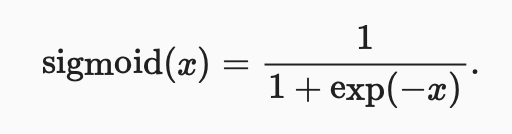 sigmoid(x) = 1 / (1 + exp(−x)).